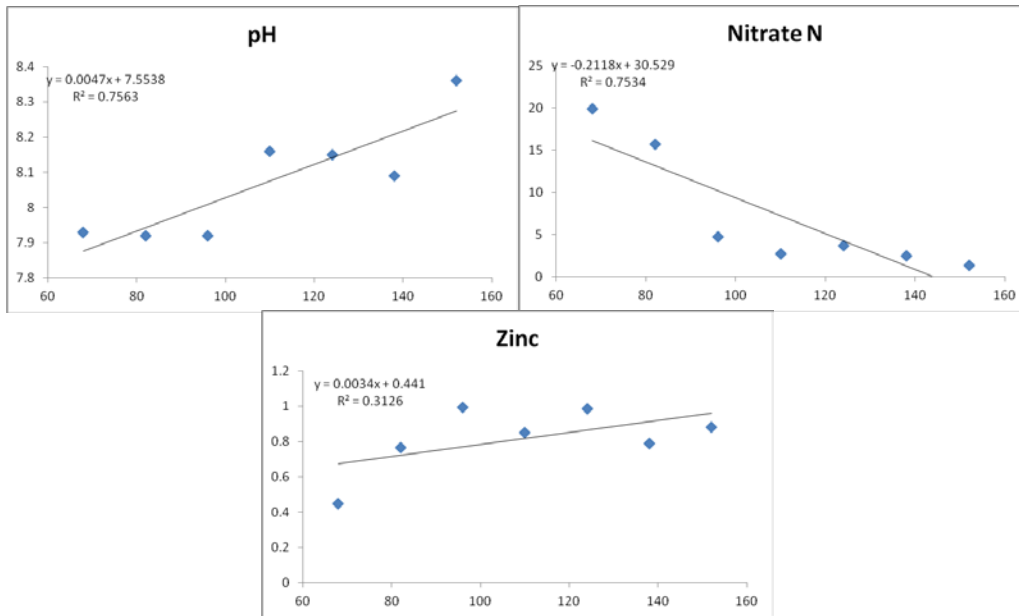 pH
y = 0.0047x + 7.5538
R² = 0.7563
8.4
8.3
8.2
8.1
8
7.9
7.8
60 80 100 120 140 160
Nitrate N
y = -0.2118x + 30.529
R² = 0.7534
25
20
15
10
5
0
60 80 100 120 140 160
Zinc
y = 0.0034x + 0.441
R² = 0.3126
1.2
1
0.8
0.6
0.4
0.2
0
60 80 100 120 140 160